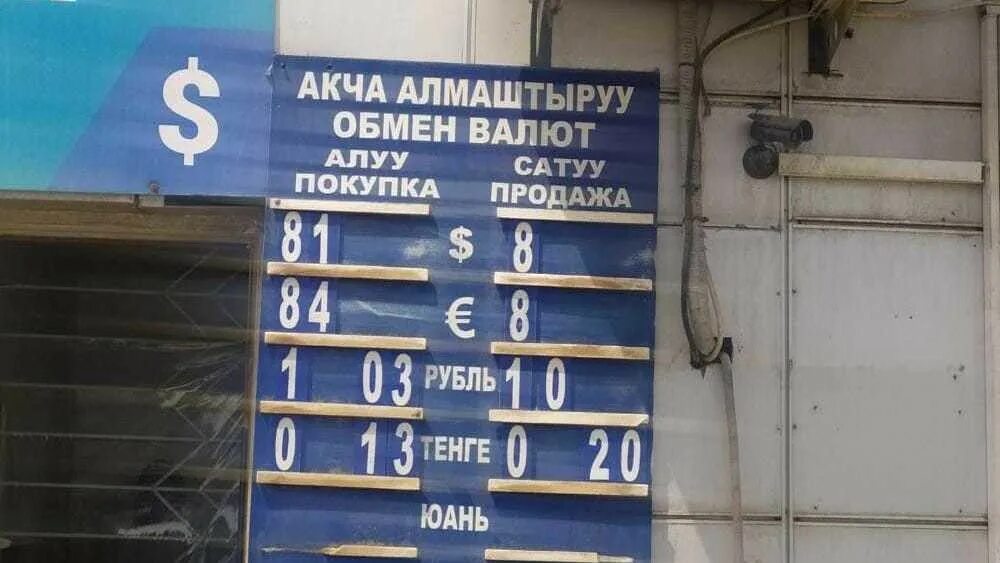 $
АКЧА АЛМАШТЫРУУ
ОБМЕН ВАЛЮТ
АЛУУ САТУУ
ПОКУПКА ПРОДАЖА
81 $ 8
84 € 8
1 03 РУБЛЬ 1 0
0 13 ТЕНГЕ 0 20
ЮАНЬ